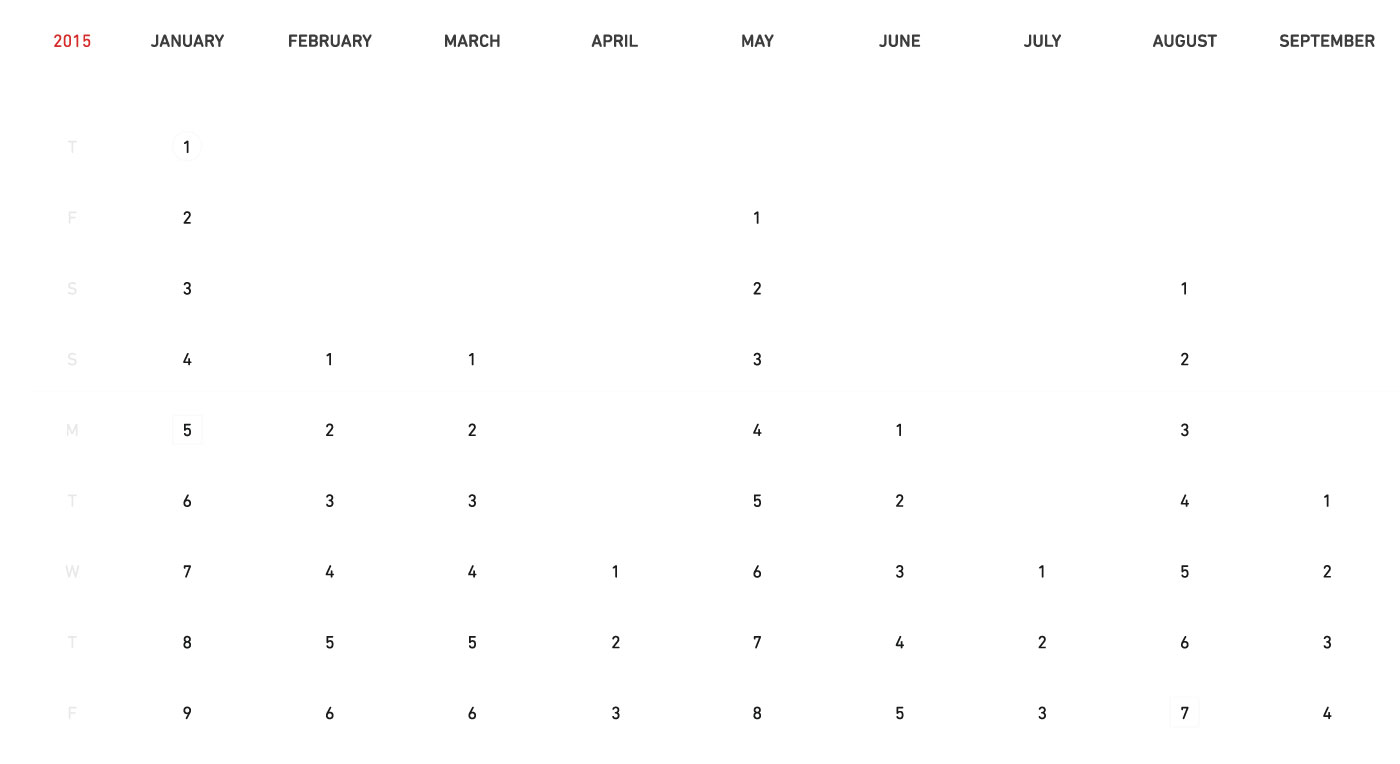 2015 JANUARY FEBRUARY MARCH APRIL MAY JUNE JULY AUGUST SEPTEMBER
T 1
F 2 1
S 3 2 1
S 4 1 1 3 2
M 5 2 2 4 1 3
T 6 3 3 5 2 4 1
W 7 4 4 1 6 3 1 5 2
T 8 5 5 2 7 4 2 6 3
F 9 6 6 3 8 5 3 7 4